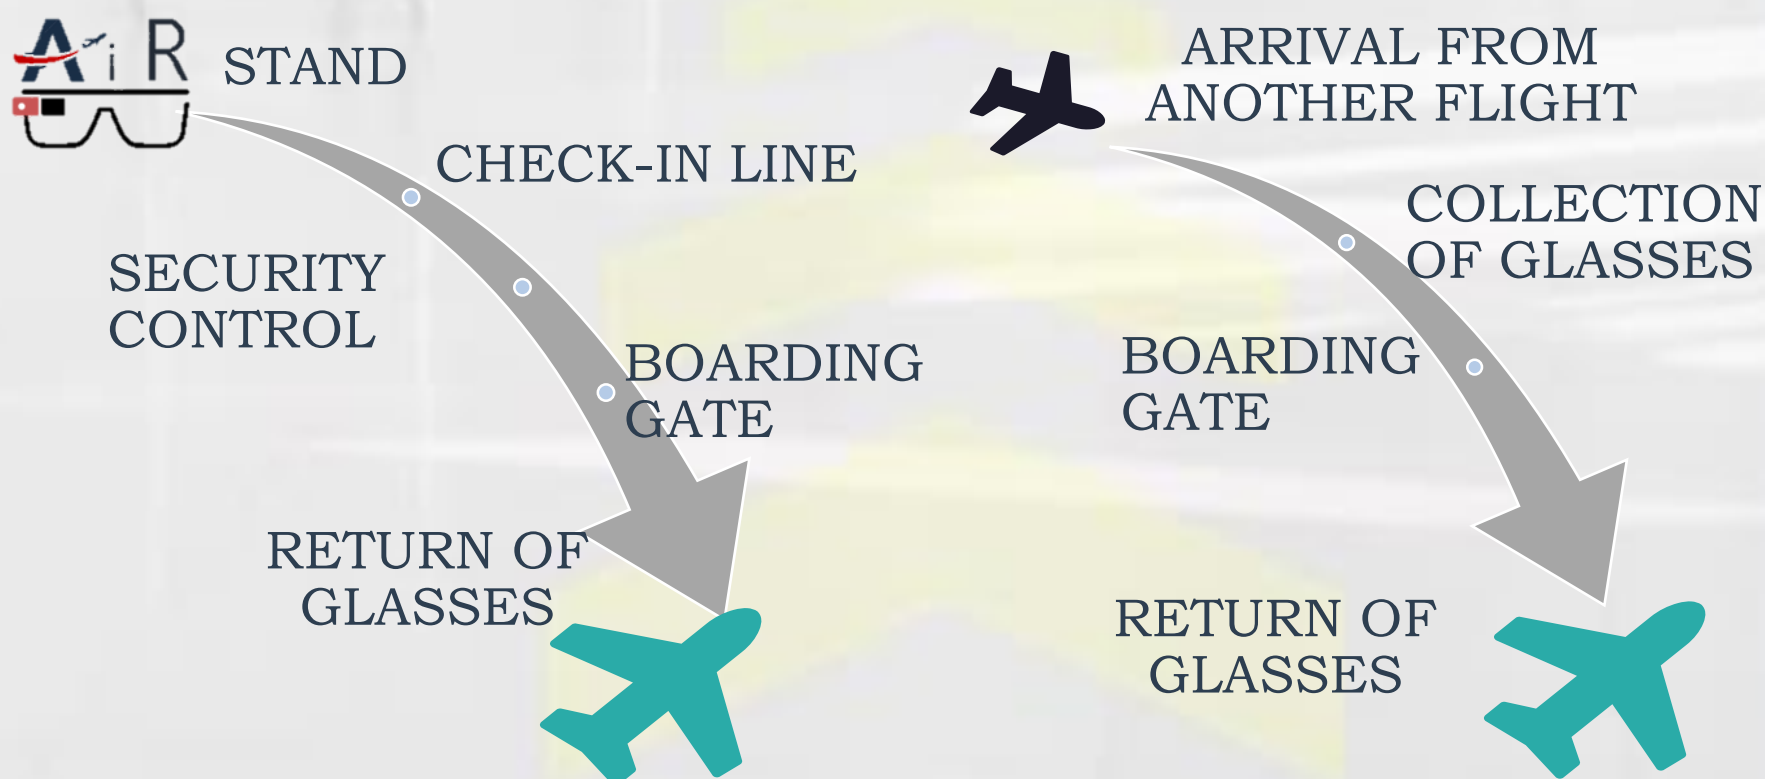 AiR
STAND
CHECK-IN LINE
SECURITY
CONTROL
BOARDING
GATE
RETURN OF
GLASSES
ARRIVAL FROM
ANOTHER FLIGHT
COLLECTION
OF GLASSES
BOARDING
GATE
RETURN OF
GLASSES